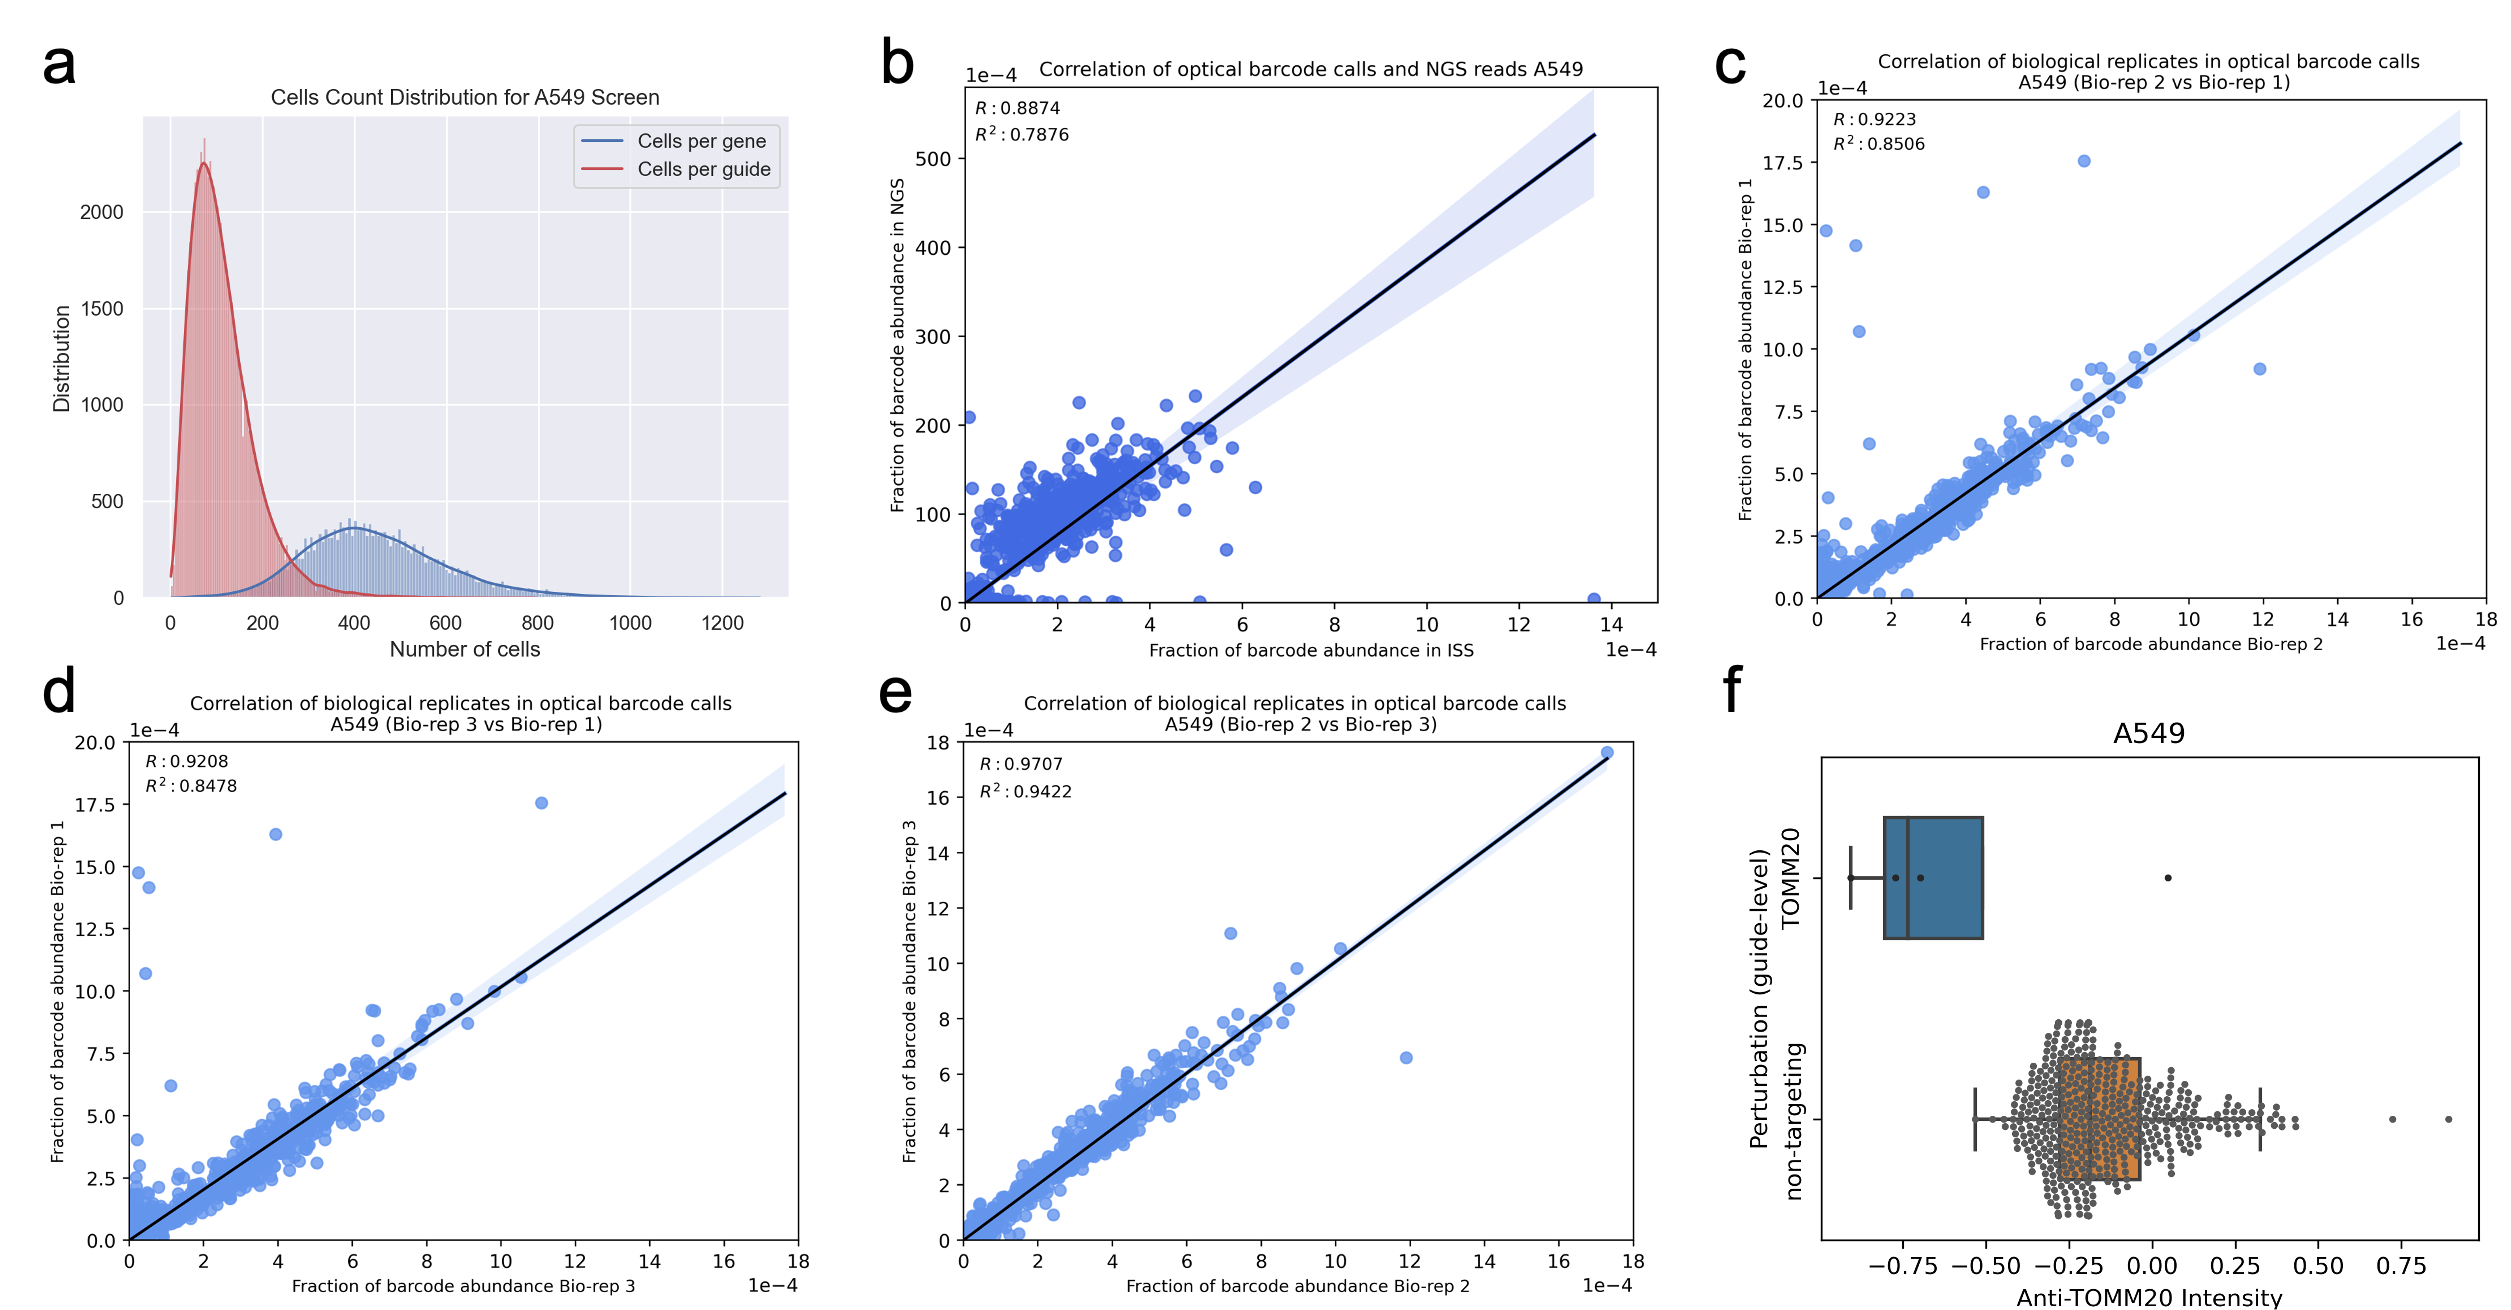 a
Cells Count Distribution for A549 Screen
Cells per gene
Cells per guide
Distribution
2000
1500
1000
500
0
0 200 400 600 800 1000 1200
Number of cells
b
1e−4 Correlation of optical barcode calls and NGS reads A549
R : 0.8874
R² : 0.7876
Fraction of barcode abundance in NGS
500
400
300
200
100
0
0 2 4 6 8 10 12 14
Fraction of barcode abundance in ISS 1e−4
c
Correlation of biological replicates in optical barcode calls
A549 (Bio-rep 2 vs Bio-rep 1)
1e−4
R : 0.9223
R² : 0.8506
Fraction of barcode abundance Bio-rep 1
20.0
17.5
15.0
12.5
10.0
7.5
5.0
2.5
0.0
0 2 4 6 8 10 12 14 16 18
Fraction of barcode abundance Bio-rep 2 1e−4
d
Correlation of biological replicates in optical barcode calls
A549 (Bio-rep 3 vs Bio-rep 1)
1e−4
R : 0.9208
R² : 0.8478
Fraction of barcode abundance Bio-rep 1
20.0
17.5
15.0
12.5
10.0
7.5
5.0
2.5
0.0
0 2 4 6 8 10 12 14 16 18
Fraction of barcode abundance Bio-rep 3 1e−4
e
Correlation of biological replicates in optical barcode calls
A549 (Bio-rep 2 vs Bio-rep 3)
1e−4
R : 0.9707
R² : 0.9422
Fraction of barcode abundance Bio-rep 3
18
16
14
12
10
8
6
4
2
0
0 2 4 6 8 10 12 14 16 18
Fraction of barcode abundance Bio-rep 2 1e−4
f
A549
Perturbation (guide-level)
TOMM20
non-targeting
−0.75 −0.50 −0.25 0.00 0.25 0.50 0.75
Anti-TOMM20 Intensity